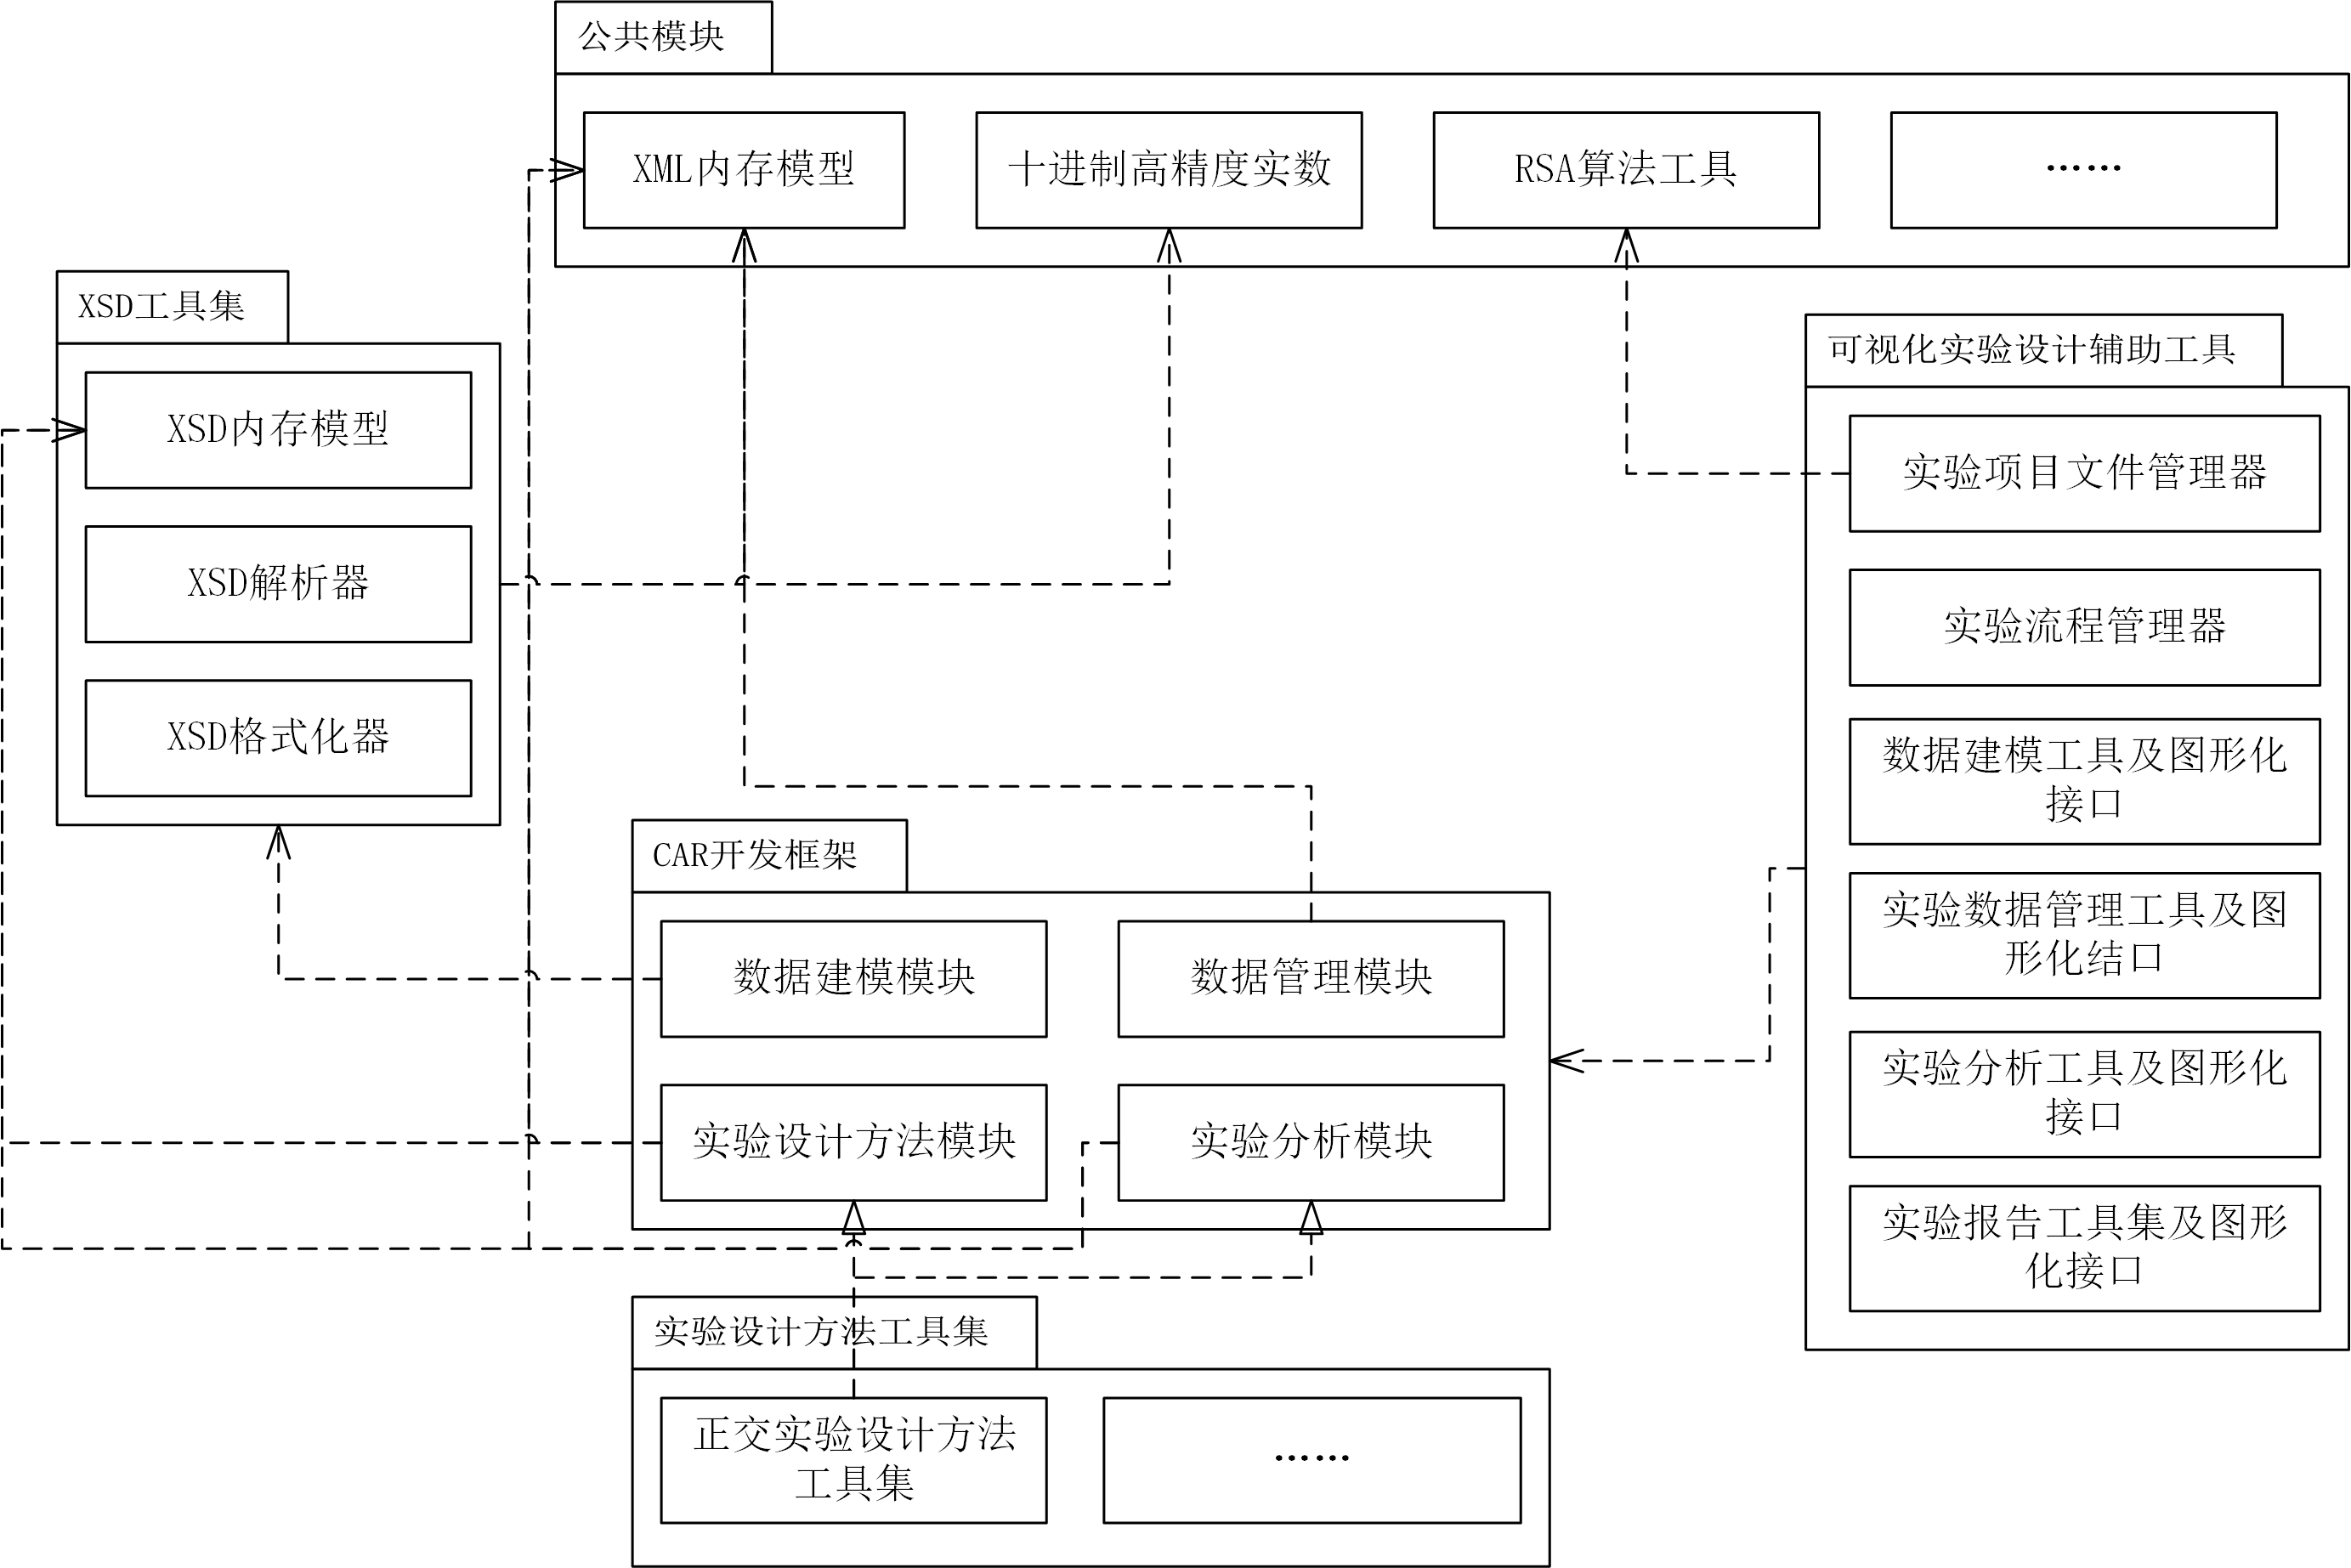 公共模块
XML内存模型
十进制高精度实数
RSA算法工具
……
XSD工具集
XSD内存模型
XSD解析器
XSD格式化器
可视化实验设计辅助工具
实验项目文件管理器
实验流程管理器
数据建模工具及图形化
接口
实验数据管理工具及图
形化结口
实验分析工具及图形化
接口
实验报告工具集及图形
化接口
CAR开发框架
数据建模模块
数据管理模块
实验设计方法模块
实验分析模块
实验设计方法工具集
正交实验设计方法
工具集
……